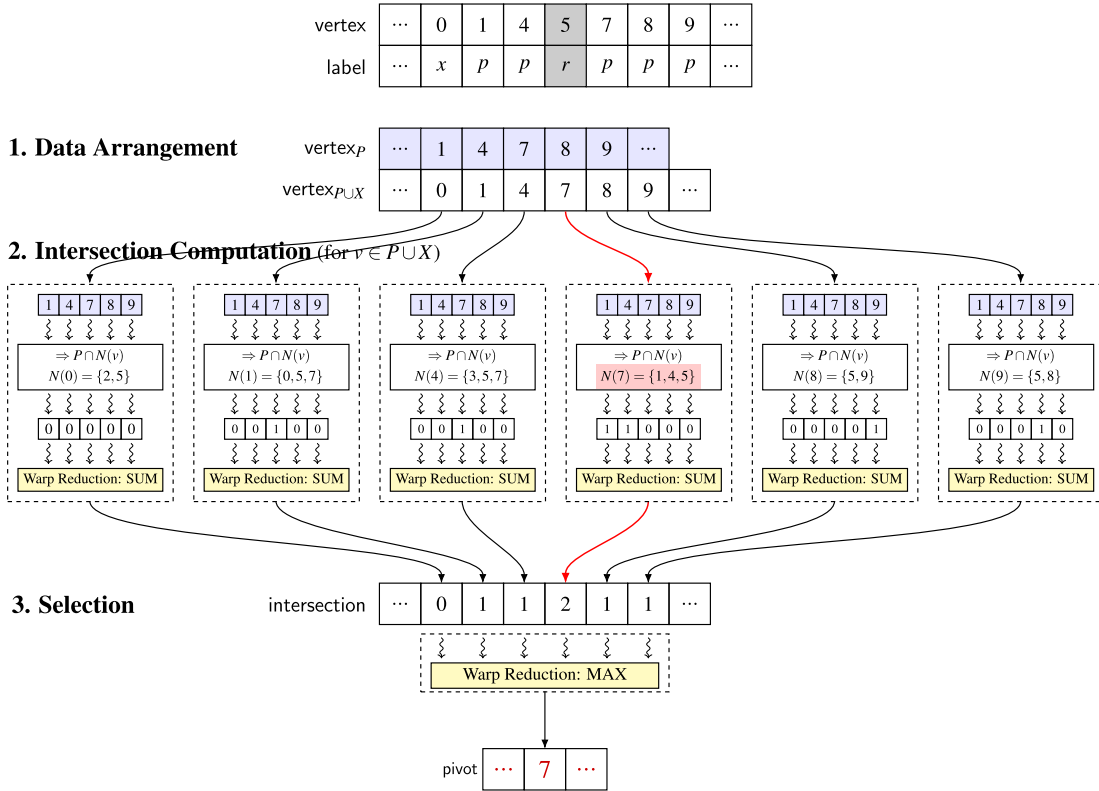 vertex ··· 0 1 4 5 7 8 9 ···
label ··· x p p r p p p ···
1. Data Arrangement
vertex_P ··· 1 4 7 8 9 ···
vertex_{P∪X} ··· 0 1 4 7 8 9 ···
2. Intersection Computation (for v ∈ P ∪ X)
1 4 7 8 9 1 4 7 8 9 1 4 7 8 9 1 4 7 8 9 1 4 7 8 9 1 4 7 8 9
⇒ P ∩ N(v) ⇒ P ∩ N(v) ⇒ P ∩ N(v) ⇒ P ∩ N(v) ⇒ P ∩ N(v) ⇒ P ∩ N(v)
N(0) = {2,5} N(1) = {0,5,7} N(4) = {3,5,7} N(7) = {1,4,5} N(8) = {5,9} N(9) = {5,8}
0 0 0 0 0 0 0 1 0 0 0 0 1 0 0 1 1 0 0 0 0 0 0 0 1 0 0 0 1 0
Warp Reduction: SUM Warp Reduction: SUM Warp Reduction: SUM Warp Reduction: SUM Warp Reduction: SUM Warp Reduction: SUM
3. Selection
intersection ··· 0 1 1 2 1 1 ···
Warp Reduction: MAX
pivot ··· 7 ···